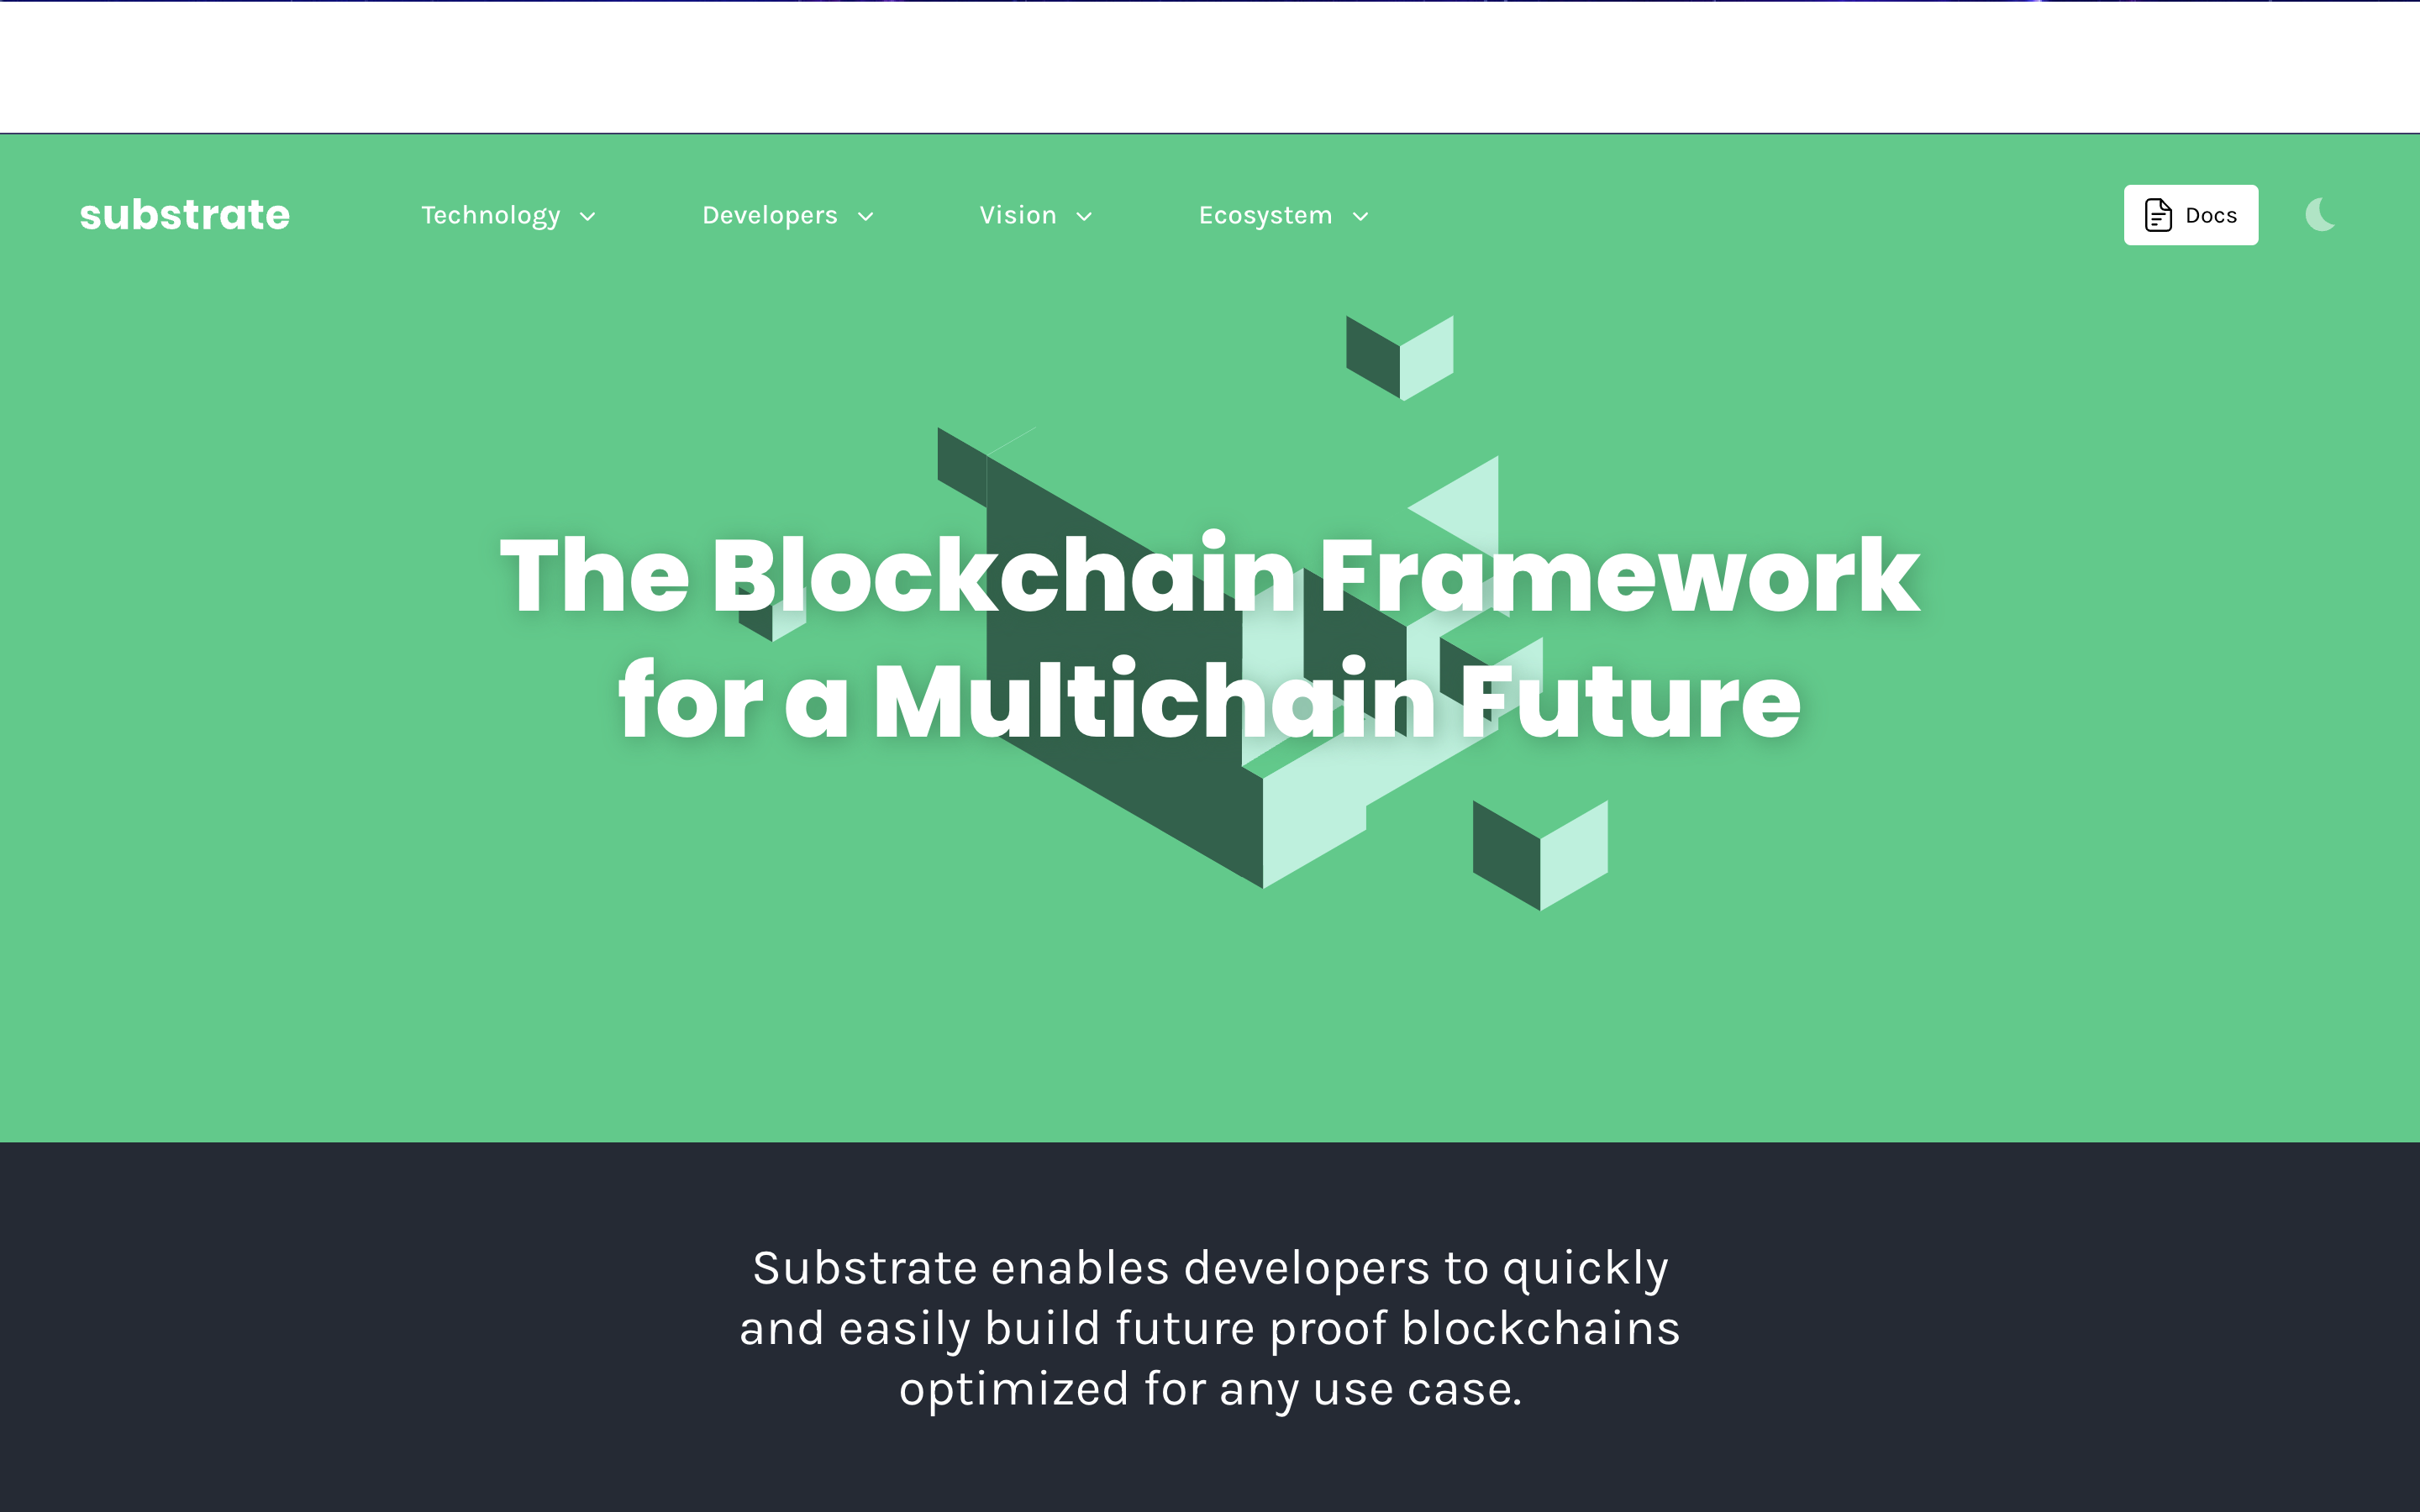 substrate
Technology
Developers
Vision
Ecosystem
Docs
The Blockchain Framework
for a Multichain Future
Substrate enables developers to quickly
and easily build future proof blockchains
optimized for any use case.